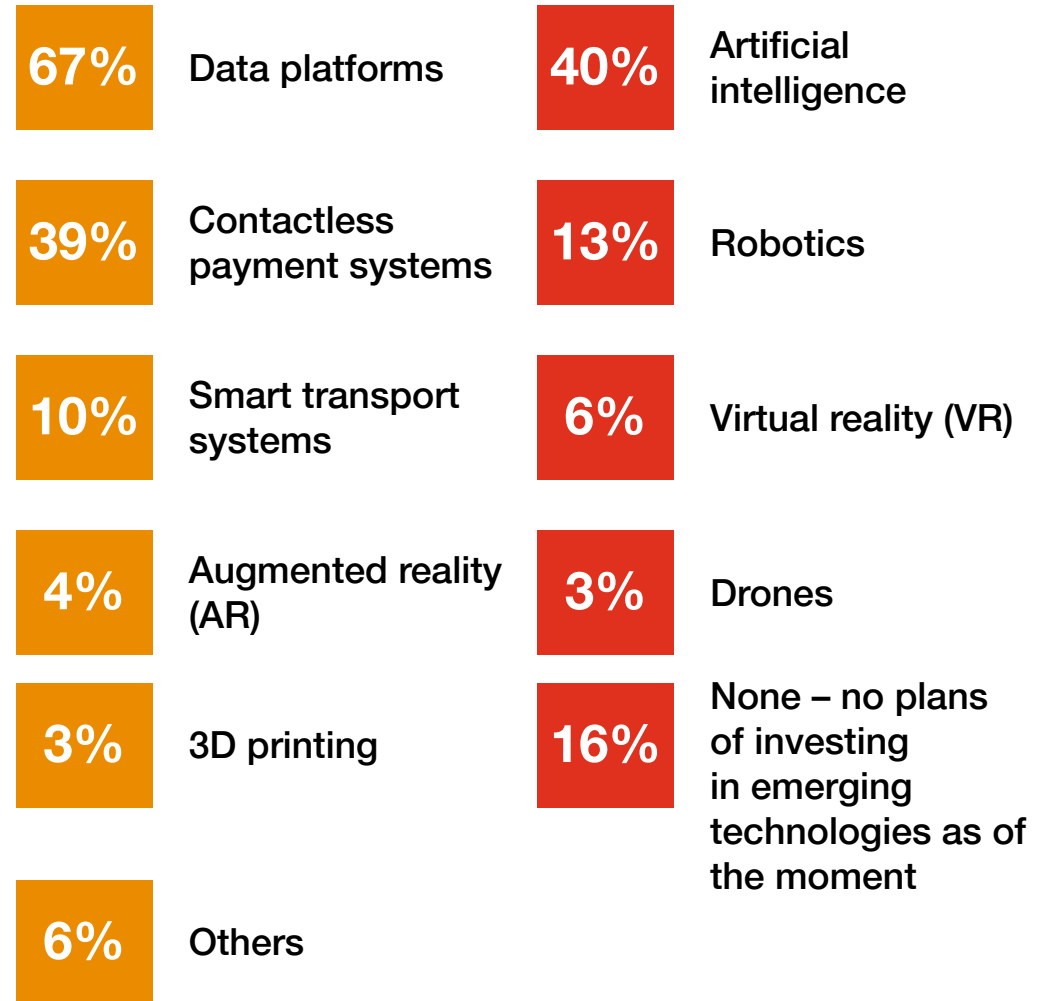 67%
Data platforms
40%
Artificial
intelligence
39%
Contactless
payment systems
13%
Robotics
10%
Smart transport
systems
6%
Virtual reality (VR)
4%
Augmented reality
(AR)
3%
Drones
3%
3D printing
16%
None – no plans
of investing
in emerging
technologies as of
the moment
6%
Others